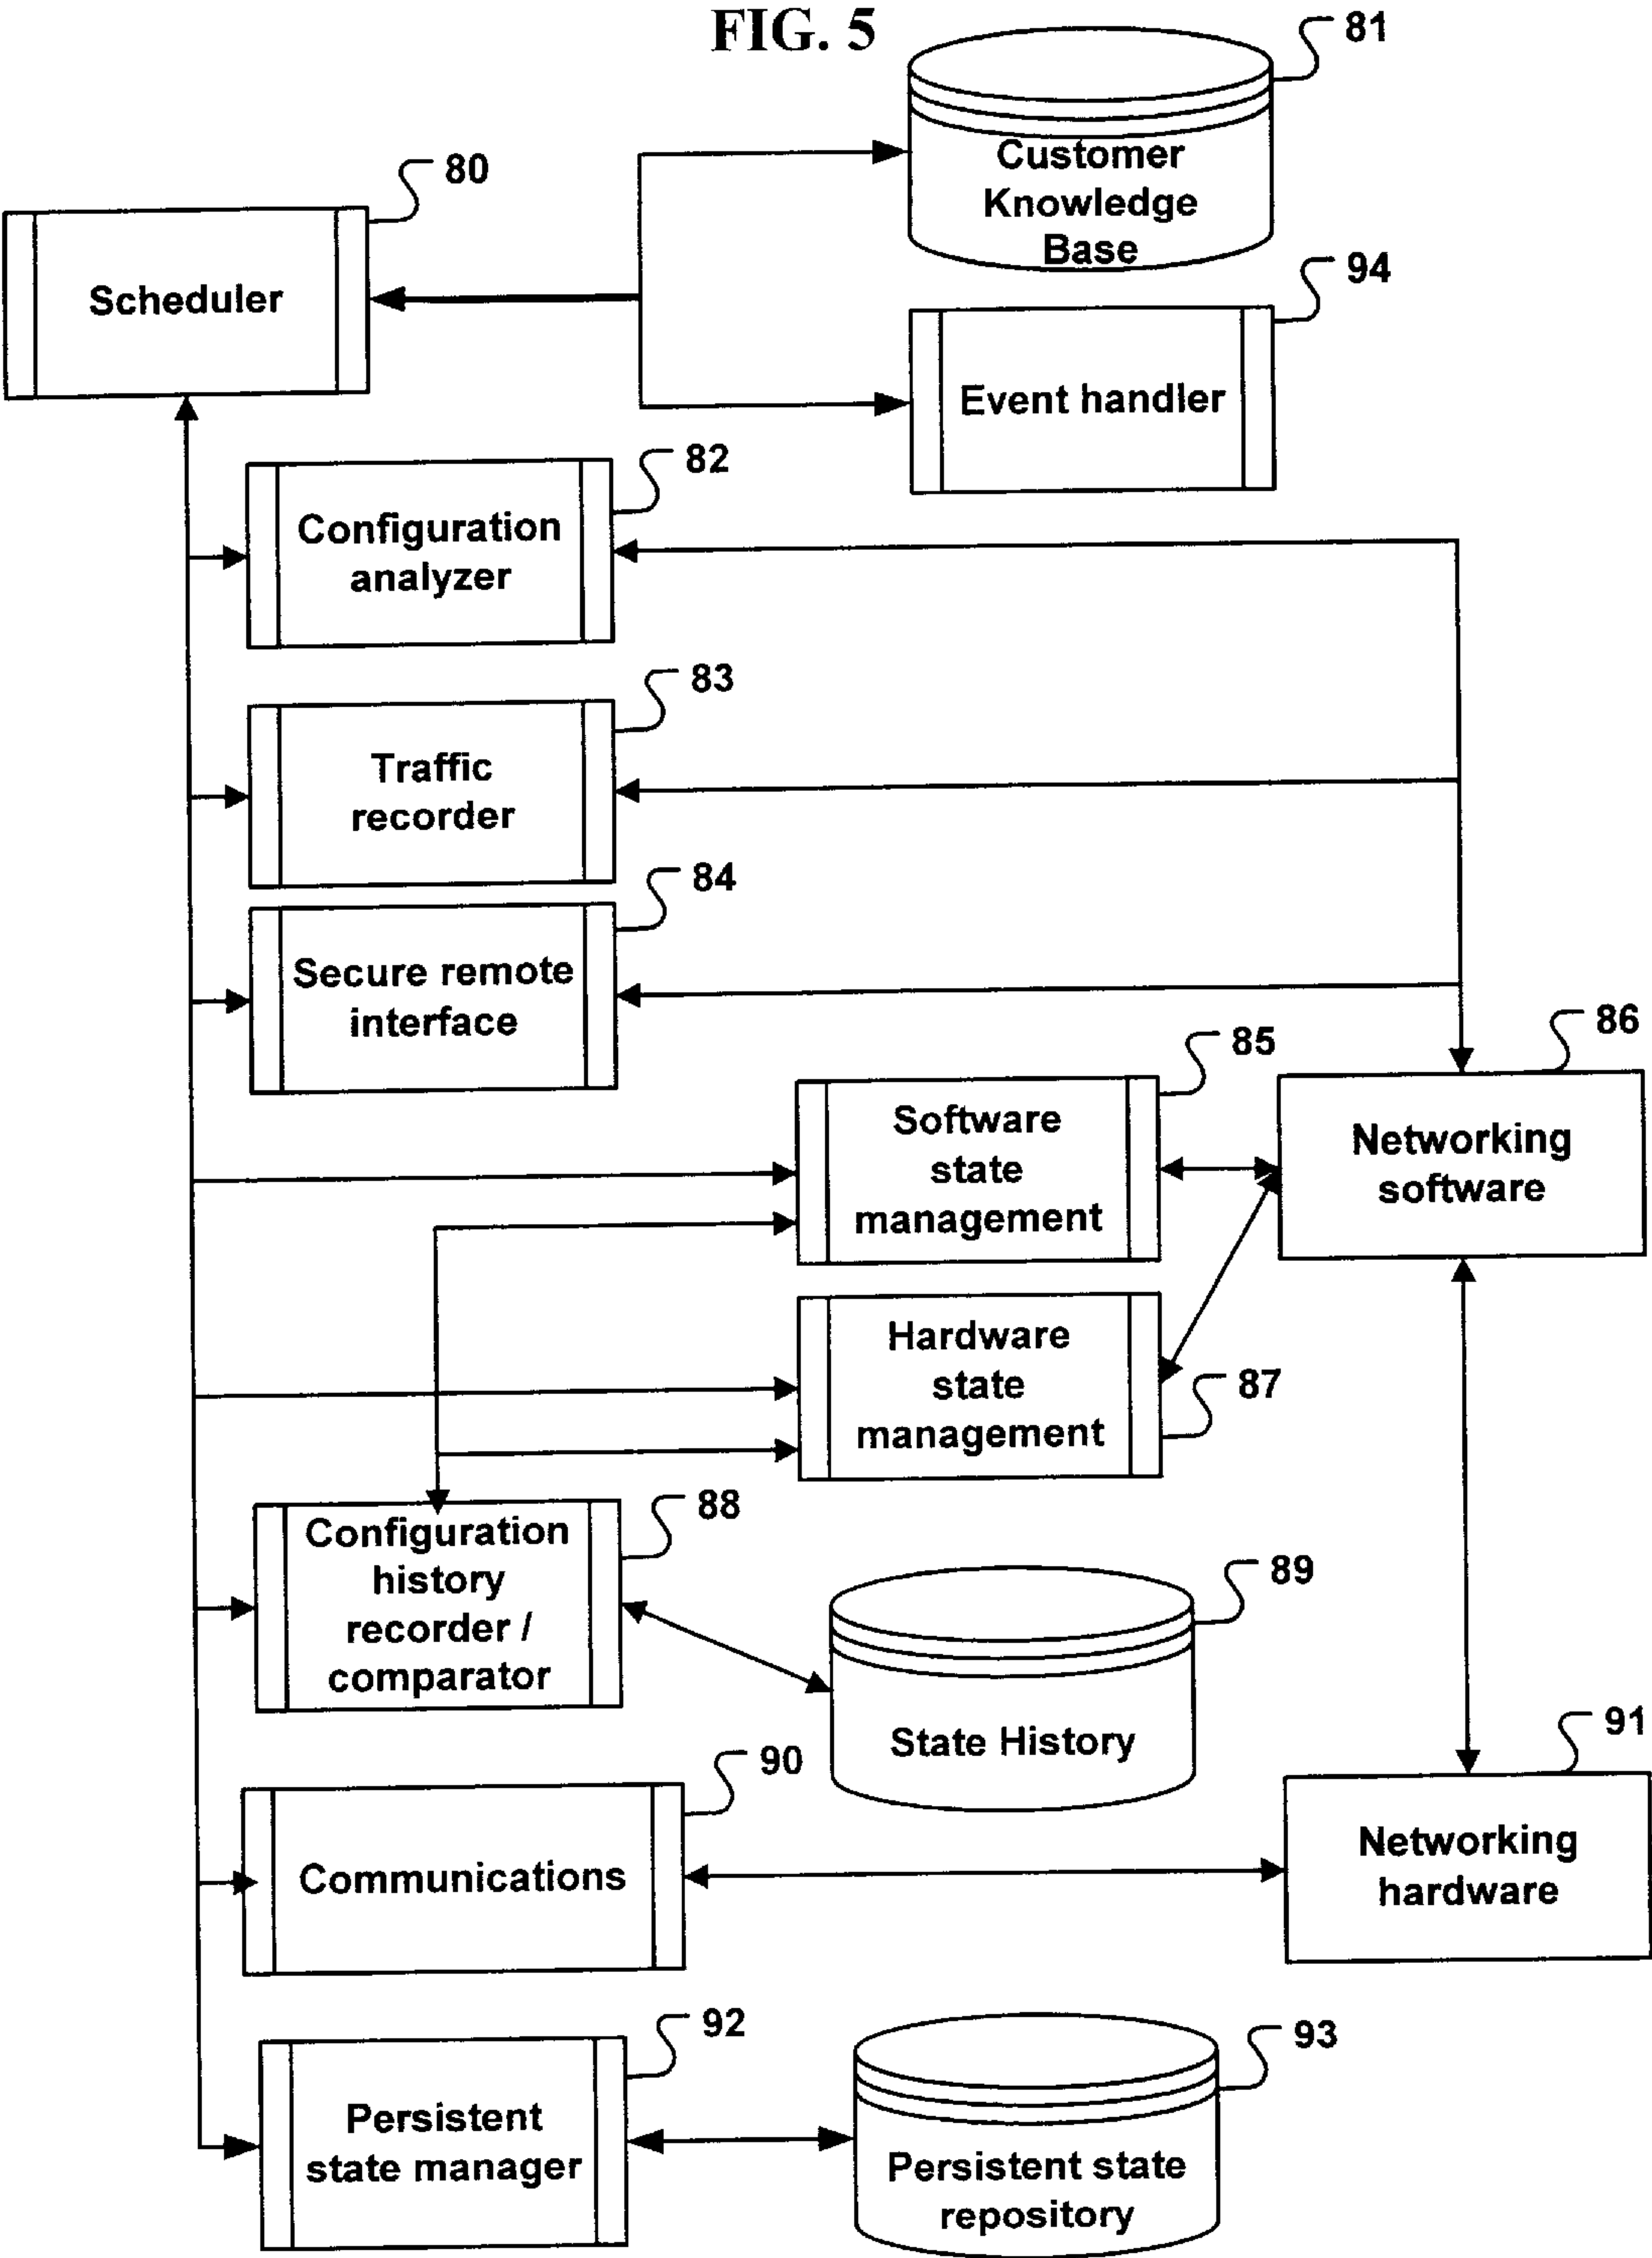 FIG. 5
81
Customer
Knowledge
Base
80
Scheduler
94
Event handler
82
Configuration
analyzer
83
Traffic
recorder
84
Secure remote
interface
85
Software
state
management
86
Networking
software
Hardware
state
management
87
88
Configuration
history
recorder /
comparator
89
State History
90
Communications
91
Networking
hardware
92
Persistent
state manager
93
Persistent state
repository